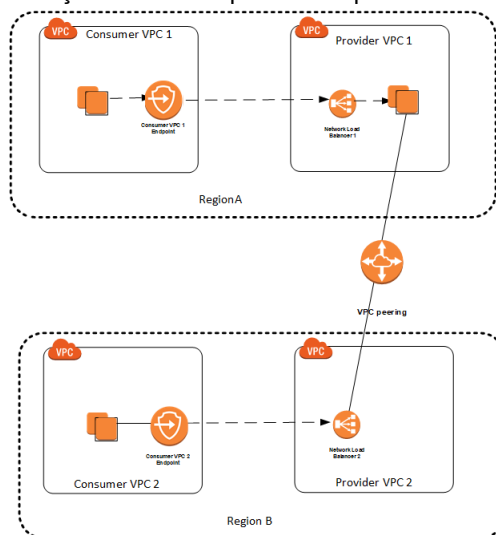 VPC
Consumer VPC 1
VPC
Provider VPC 1
Consumer VPC 1
Endpoint
Network Load
Balancer 1
RegionA
VPC peering
VPC
VPC
Consumer VPC 2
Endpoint
Network Load
Balancer 2
Consumer VPC 2
Provider VPC 2
Region B